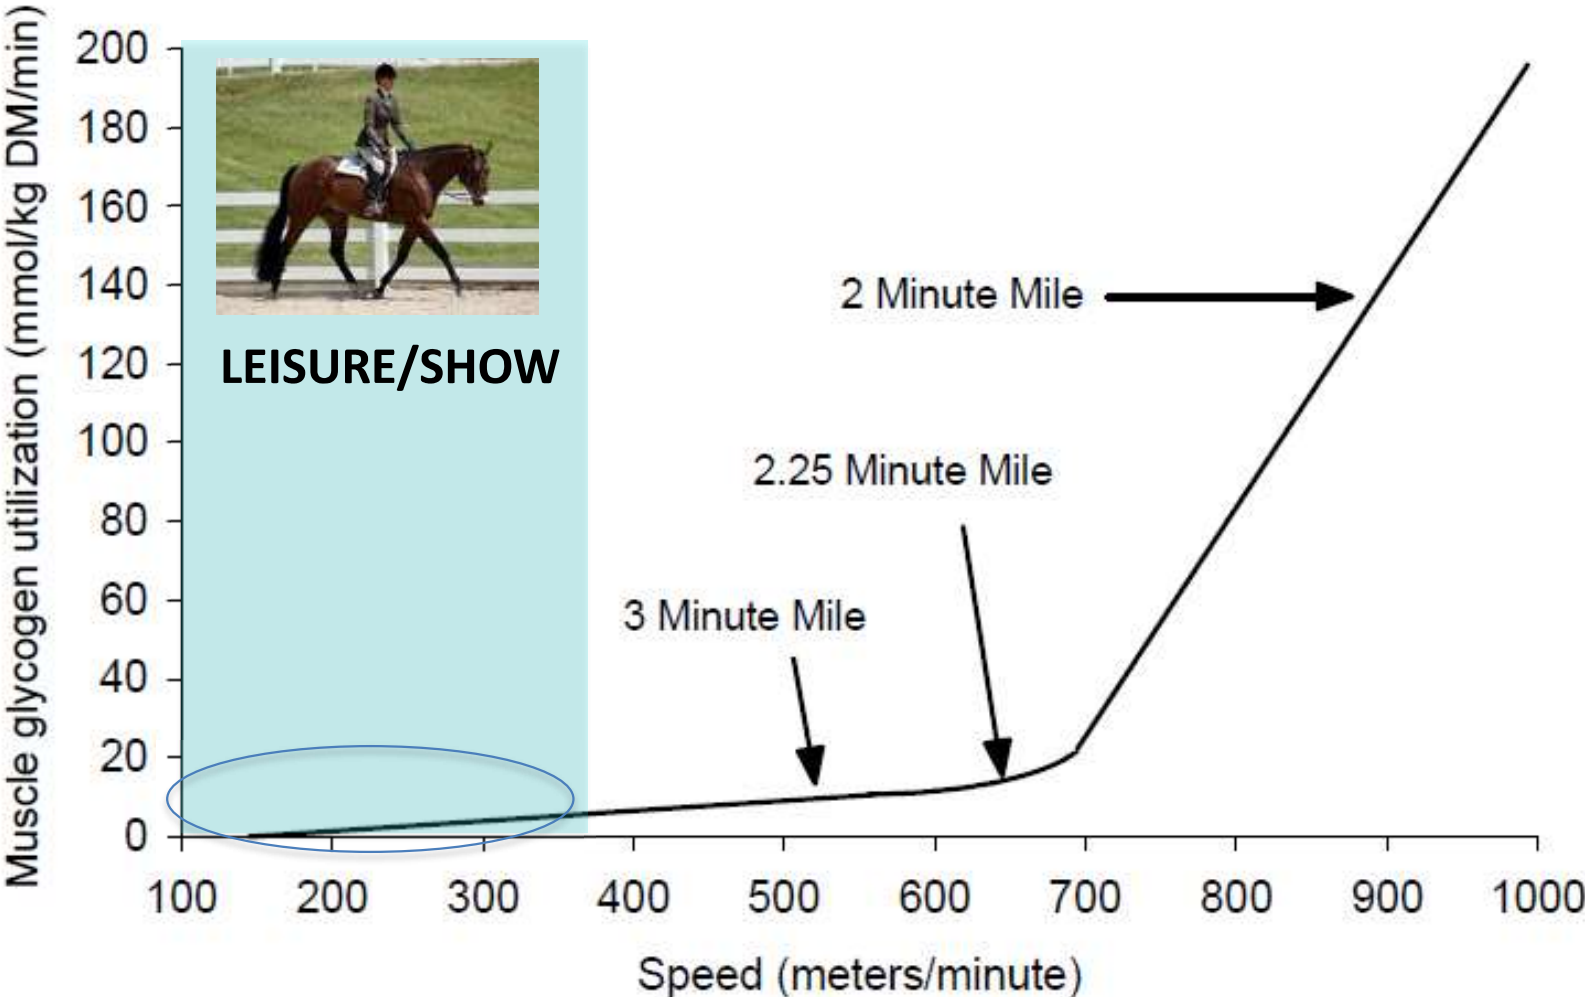 Muscle glycogen utilization (mmol/kg DM/min)
200
180
160
140
120
100
80
60
40
20
0
LEISURE/SHOW
2 Minute Mile
2.25 Minute Mile
3 Minute Mile
100 200 300 400 500 600 700 800 900 1000
Speed (meters/minute)